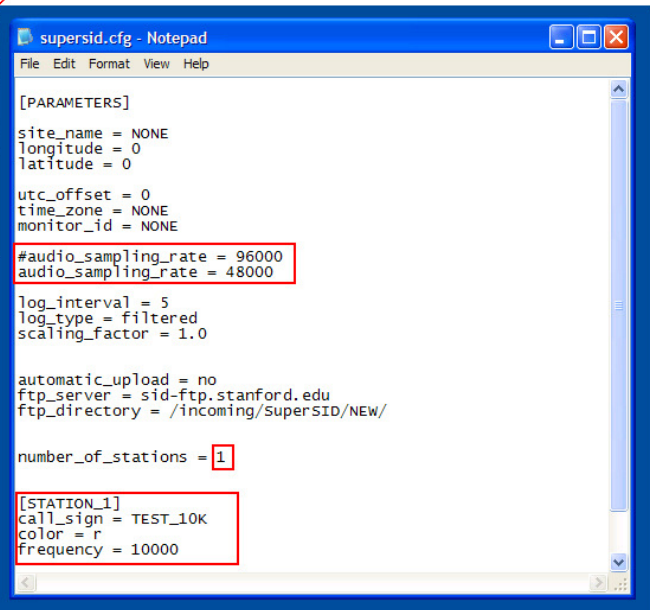 supersid.cfg - Notepad
File Edit Format View Help
[PARAMETERS]
site_name = NONE
longitude = 0
latitude = 0
utc_offset = 0
time_zone = NONE
monitor_id = NONE
#audio_sampling_rate = 96000
audio_sampling_rate = 48000
log_interval = 5
log_type = filtered
scaling_factor = 1.0
automatic_upload = no
ftp_server = sid-ftp.stanford.edu
ftp_directory = /incoming/SuperSID/NEW/
number_of_stations = 1
[STATION_1]
call_sign = TEST_10K
color = r
frequency = 10000